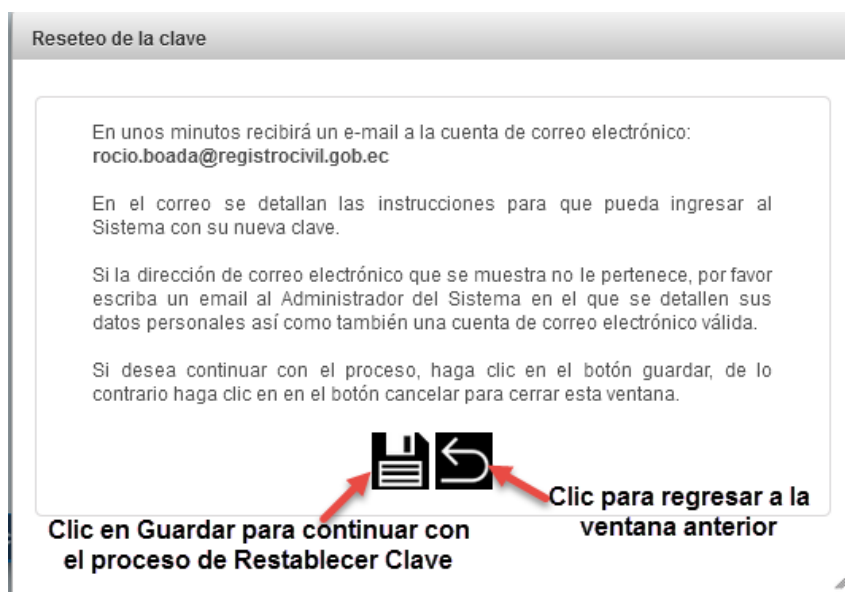 Reseteo de la clave
En unos minutos recibirá un e-mail a la cuenta de correo electrónico:
rocio.boada@registrocivil.gob.ec
En el correo se detallan las instrucciones para que pueda ingresar al
Sistema con su nueva clave.
Si la dirección de correo electrónico que se muestra no le pertenece, por favor
escriba un email al Administrador del Sistema en el que se detallen sus
datos personales así como también una cuenta de correo electrónico válida.
Si desea continuar con el proceso, haga clic en el botón guardar, de lo
contrario haga clic en en el botón cancelar para cerrar esta ventana.
Clic para regresar a la
ventana anterior
Clic en Guardar para continuar con
el proceso de Restablecer Clave